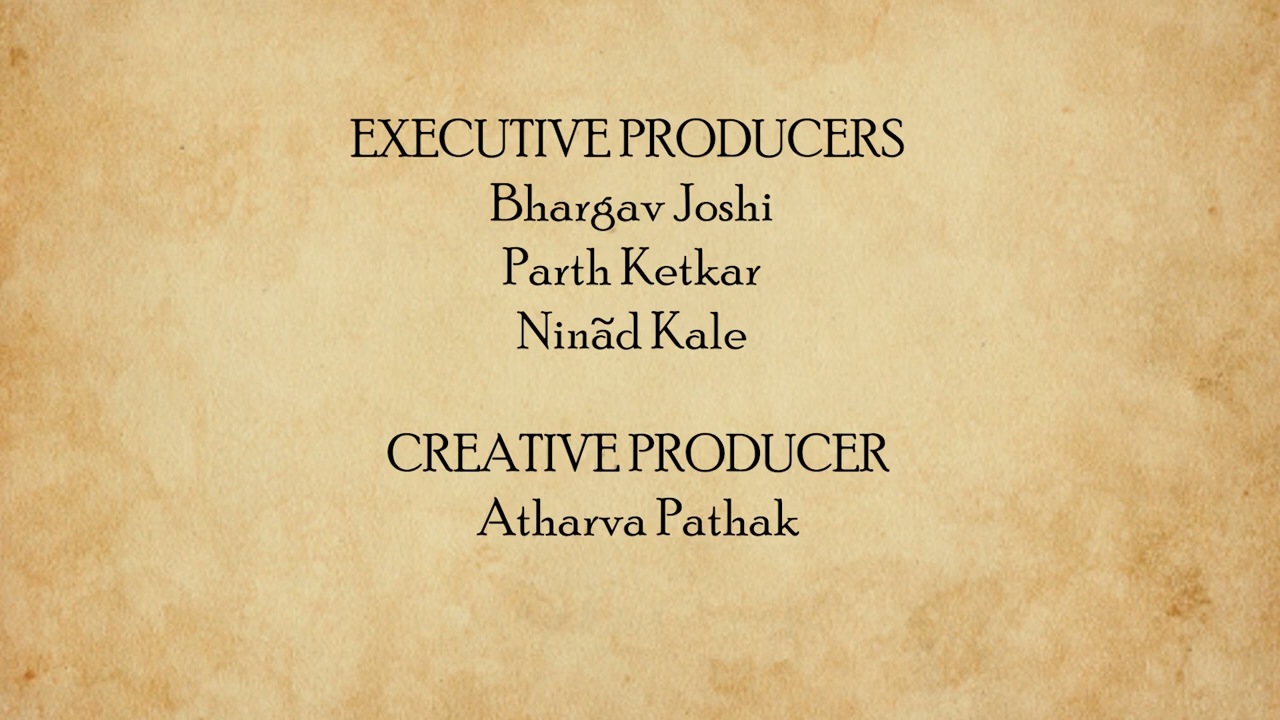 EXECUTIVE PRODUCERS
Bhargav Joshi
Parth Ketkar
Ninãd Kale
CREATIVE PRODUCER
Atharva Pathak